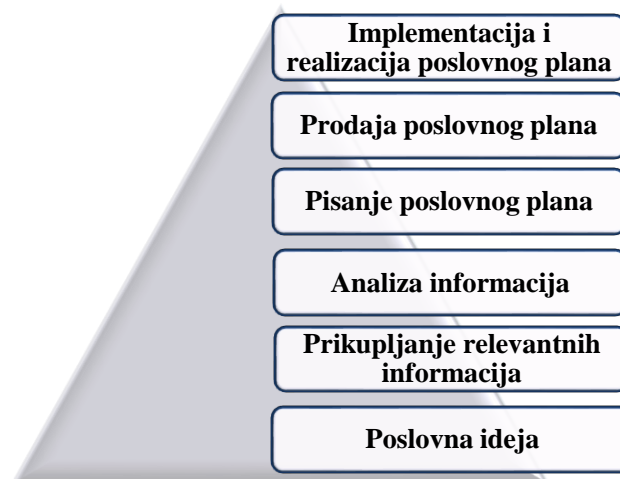 Implementacija i
realizacija poslovnog plana
Prodaja poslovnog plana
Pisanje poslovnog plana
Analiza informacija
Prikupljanje relevantnih
informacija
Poslovna ideja